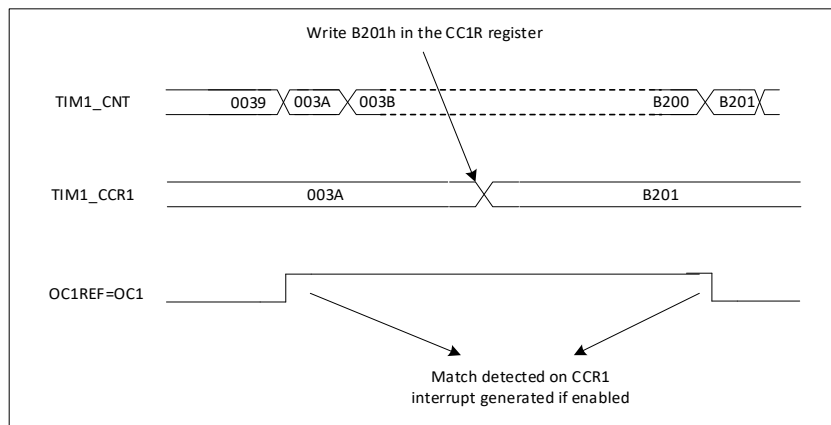 Write B201h in the CC1R register
TIM1_CNT
0039
003A
003B
B200
B201
TIM1_CCR1
003A
B201
OC1REF=OC1
Match detected on CCR1
interrupt generated if enabled